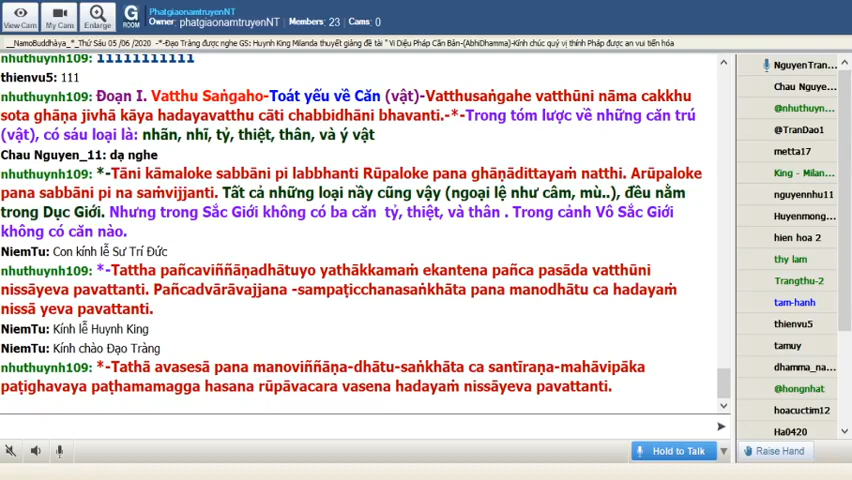 PhatgiaonamtruyenNT
Owner: phatgiaonamtruyenNT | Members: 23 | Cams: 0
View Cam
My Cam
Enlarge
G
ROOM
__NamoBuddhàya_*_Thứ Sáu 05 /06 /2020 -*-Đạo Tràng được nghe GS: Huynh King Milanda thuyết giảng đề tài " Vi Diệu Pháp Căn Bản-(AbhiDhamma)-Kính chúc quý vị thính Pháp được an vui tiến hóa
nhuthuynh109: 11111111111
thienvu5: 111
nhuthuynh109: Đoạn I. Vatthu Saṅgaho-Toát yếu về Căn (vật)-Vatthusaṅgahe vatthūni nāma cakkhu
sota ghāṇa jivhā kāya hadayavatthu cāti chabbidhāni bhavanti.-*-Trong tóm lược về những căn trú
(vật), có sáu loại là: nhãn, nhĩ, tỷ, thiệt, thân, và ý vật
Chau Nguyen_11: dạ nghe
nhuthuynh109: *-Tāni kāmaloke sabbāni pi labbhanti Rūpaloke pana ghāṇādittayaṁ natthi. Arūpaloke
pana sabbāni pi na saṁvijjanti. Tất cả những loại nầy cũng vậy (ngoại lệ như câm, mù..), đều nằm
trong Dục Giới. Nhưng trong Sắc Giới không có ba căn tỷ, thiệt, và thân . Trong cảnh Vô Sắc Giới
không có căn nào.
NiemTu: Con kính lễ Sư Trí Đức
nhuthuynh109: *-Tattha pañcaviññāṇadhātuyo yathākkamaṁ ekantena pañca pasāda vatthūni
nissāyeva pavattanti. Pañcadvārāvajjana -sampaṭicchanasaṅkhāta pana manodhātu ca hadayaṁ
nissā yeva pavattanti.
NiemTu: Kính lễ Huynh King
NiemTu: Kính chào Đạo Tràng
nhuthuynh109: *-Tathā avasesā pana manoviññāṇa-dhātu-saṅkhāta ca santīraṇa-mahāvipāka
paṭighavaya paṭhamamagga hasana rūpāvacara vasena hadayaṁ nissāyeva pavattanti.
NguyenTran...
Chau Nguye...
@nhuthuyn...
@TranDao1
metta17
King - Milan...
nguyennhu11
Huyenmong...
hien hoa 2
thy lam
Trangthu-2
tam-hanh
thienvu5
tamuy
dhamma_na...
@hongnhat
hoacuctim12
Ha0420
Hold to Talk
Raise Hand